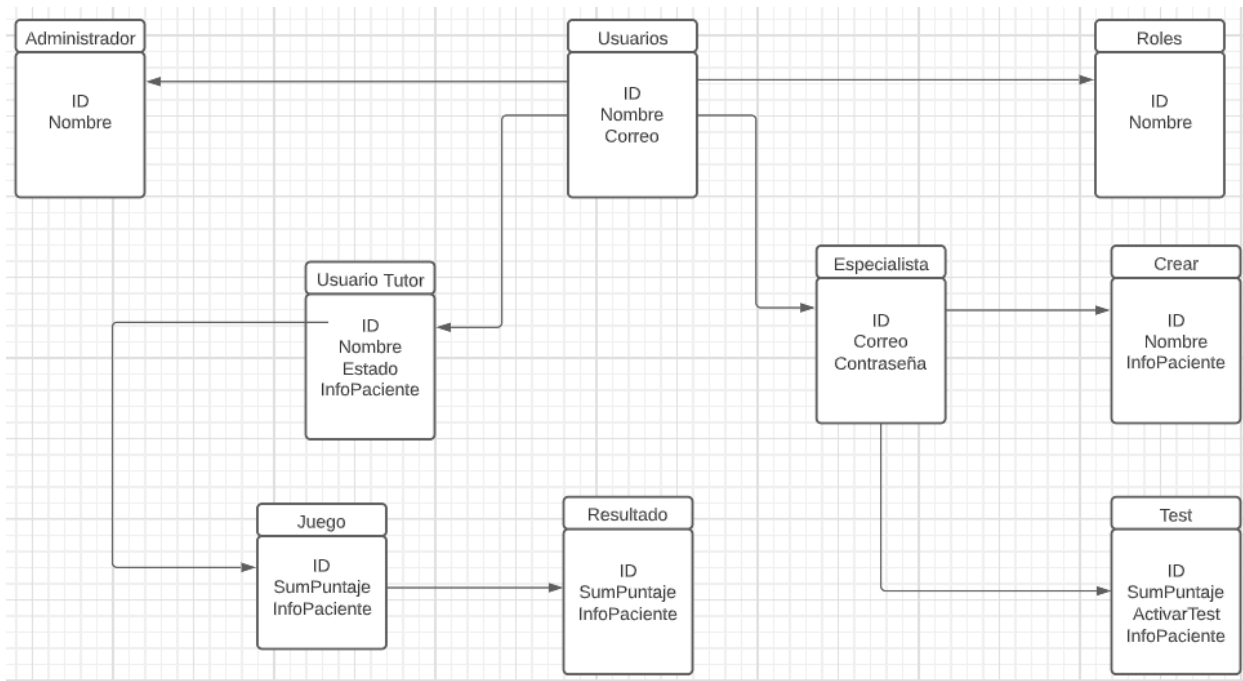 Administrador
ID
Nombre
Usuarios
ID
Nombre
Correo
Roles
ID
Nombre
Usuario Tutor
ID
Nombre
Estado
InfoPaciente
Especialista
ID
Correo
Contraseña
Crear
ID
Nombre
InfoPaciente
Juego
ID
SumPuntaje
InfoPaciente
Resultado
ID
SumPuntaje
InfoPaciente
Test
ID
SumPuntaje
ActivarTest
InfoPaciente